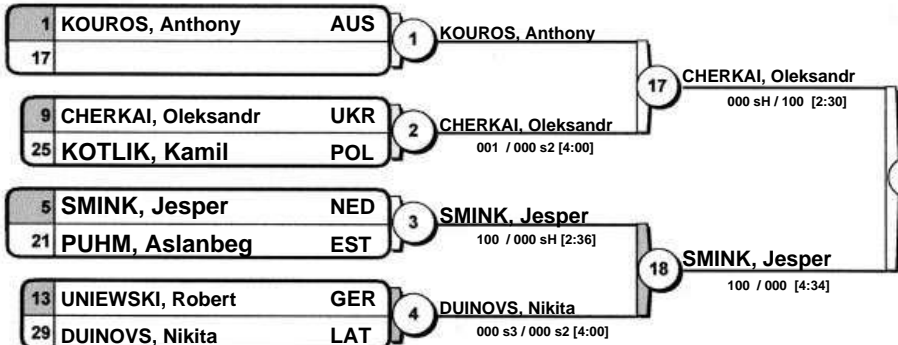 1 KOUROS, Anthony AUS
17
1
KOUROS, Anthony
9 CHERKAI, Oleksandr UKR
25 KOTLIK, Kamil POL
2
CHERKAI, Oleksandr
001 / 000 s2 [4:00]
17
CHERKAI, Oleksandr
000 sH / 100 [2:30]
5 SMINK, Jesper NED
21 PUHM, Aslanbeg EST
3
SMINK, Jesper
100 / 000 sH [2:36]
13 UNIEWSKI, Robert GER
29 DUINOVS, Nikita LAT
4
DUINOVS, Nikita
000 s3 / 000 s2 [4:00]
18
SMINK, Jesper
100 / 000 [4:34]